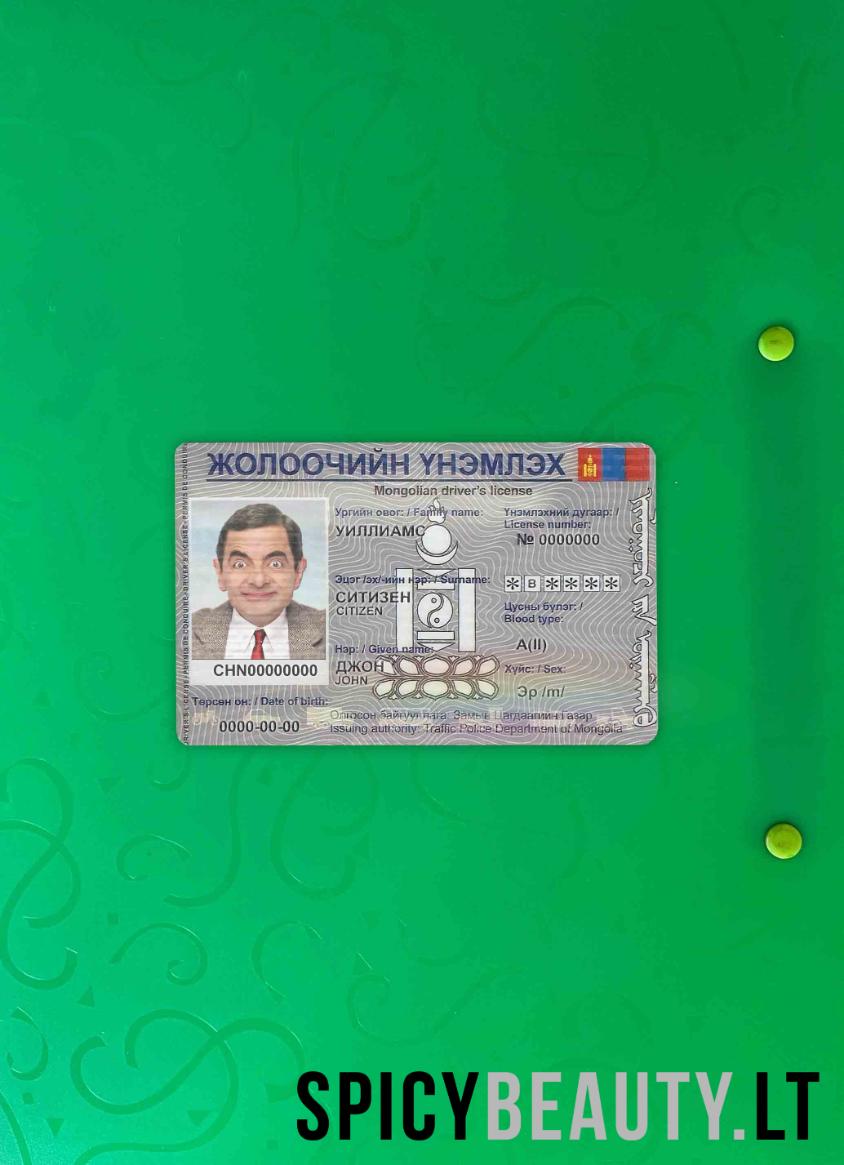 ЖОЛООЧИЙН ҮНЭМЛЭХ
Mongolian driver's license
Ургийн овог: / Family name:
УИЛЛИАМС
Үнэмлэхний дугаар: /
License number:
№ 0000000
Эцэг /эх/-ийн нэр: / Surname:
СИТИЗЕН
CITIZEN
* B * * * *
Цусны бүлэг: /
Blood type:
A(II)
Нэр: / Given name:
ДЖОН
JOHN
Хүйс: / Sex:
Эр /m/
CHN00000000
Төрсөн он: / Date of birth:
0000-00-00
Олгосон байгууллага: Замын Цагдаагийн Газар
Issuing authority: Traffic Police Department of Mongolia
SPICYBEAUTY.LT